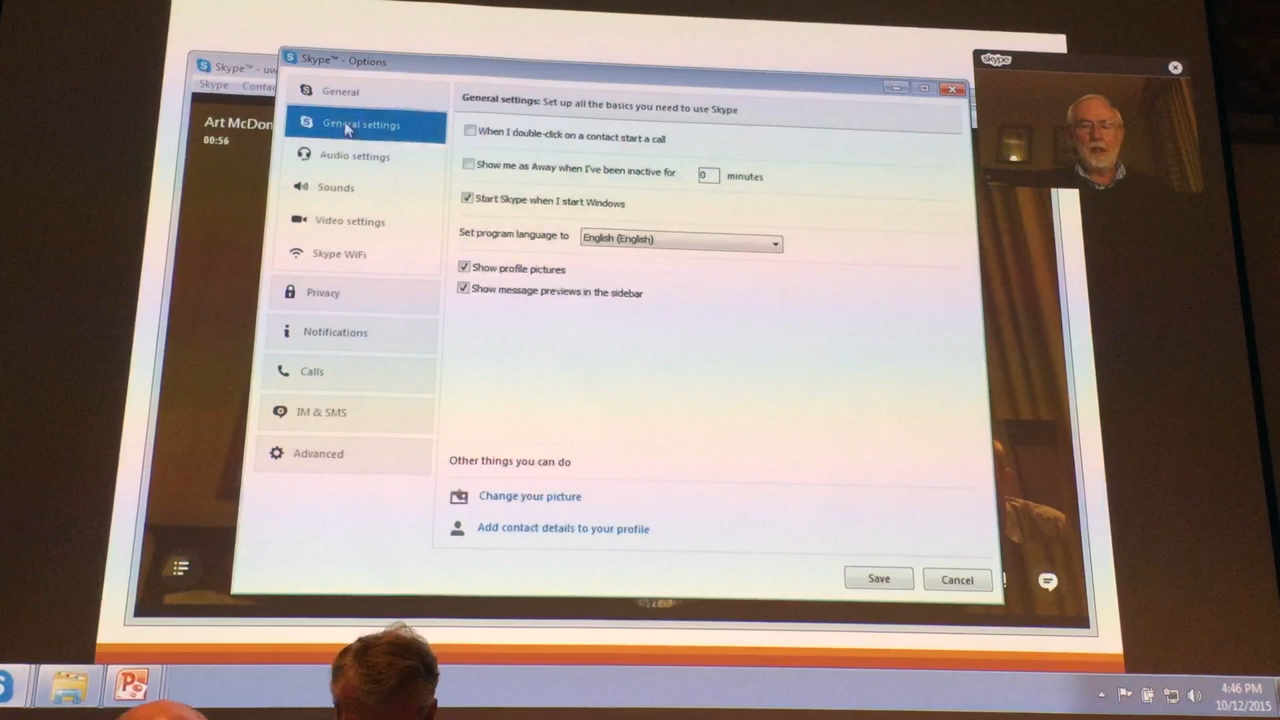 skype
Skype™ - uw
Skype Contac
Art McDon
00:56
Skype™ - Options
General
General settings
Audio settings
Sounds
Video settings
Skype WiFi
Privacy
Notifications
Calls
IM & SMS
Advanced
General settings: Set up all the basics you need to use Skype
When I double-click on a contact start a call
Show me as Away when I've been inactive for 0 minutes
Start Skype when I start Windows
Set program language to English (English)
Show profile pictures
Show message previews in the sidebar
Other things you can do
Change your picture
Add contact details to your profile
Save Cancel
4:46 PM
10/12/2015